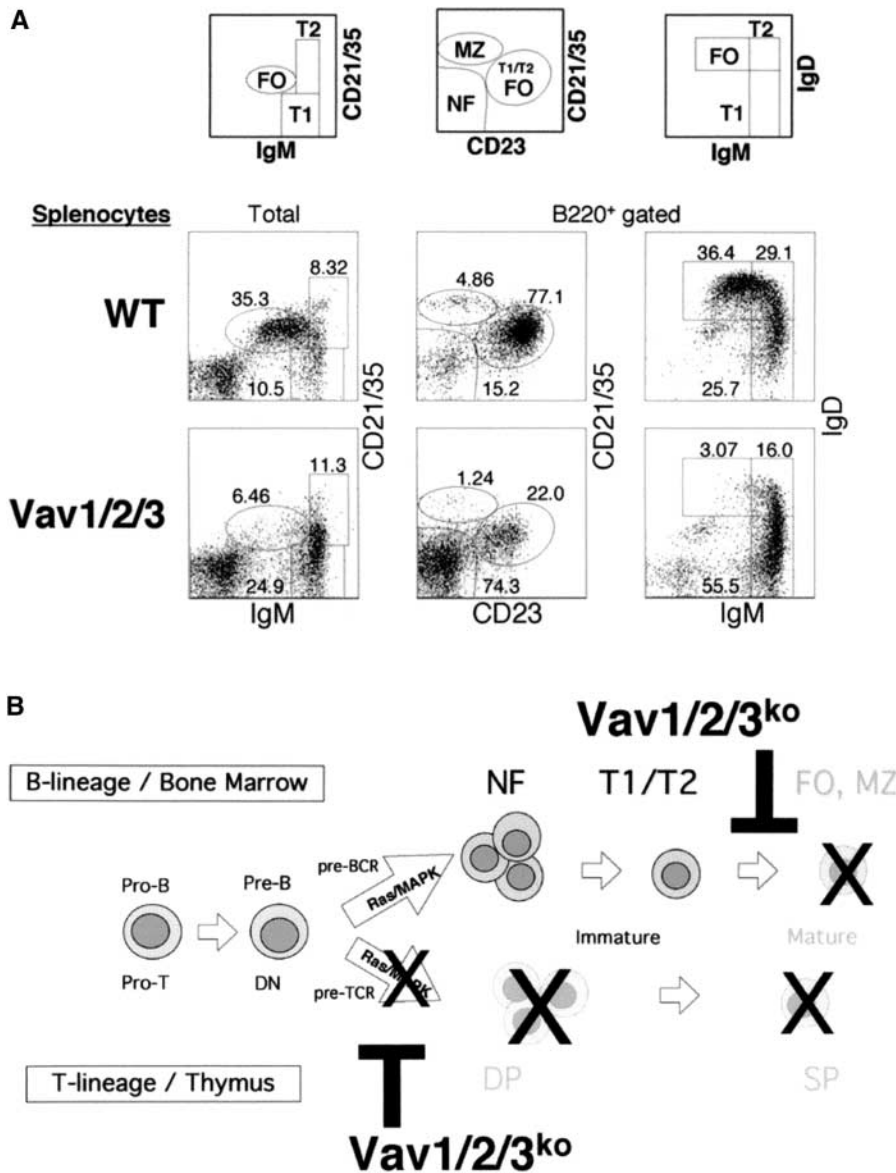 A
T2
FO
T1
CD21/35
IgM
MZ
T1/T2
FO
NF
CD21/35
CD23
T2
FO
T1
IgD
IgM
Splenocytes
Total
B220+ gated
WT
8.32
35.3
10.5
CD21/35
4.86
77.1
15.2
CD21/35
36.4 29.1
25.7
IgD
Vav1/2/3
11.3
6.46
24.9
IgM
1.24
22.0
74.3
CD23
3.07 16.0
55.5
IgM
B
Vav1/2/3ko
B-lineage / Bone Marrow
NF
T1/T2
FO, MZ
pre-BCR
Ras/MAPK
Pro-B
Pre-B
Pro-T
DN
Immature
Mature
Ras/MAPK
pre-TCR
T-lineage / Thymus
DP
SP
Vav1/2/3ko